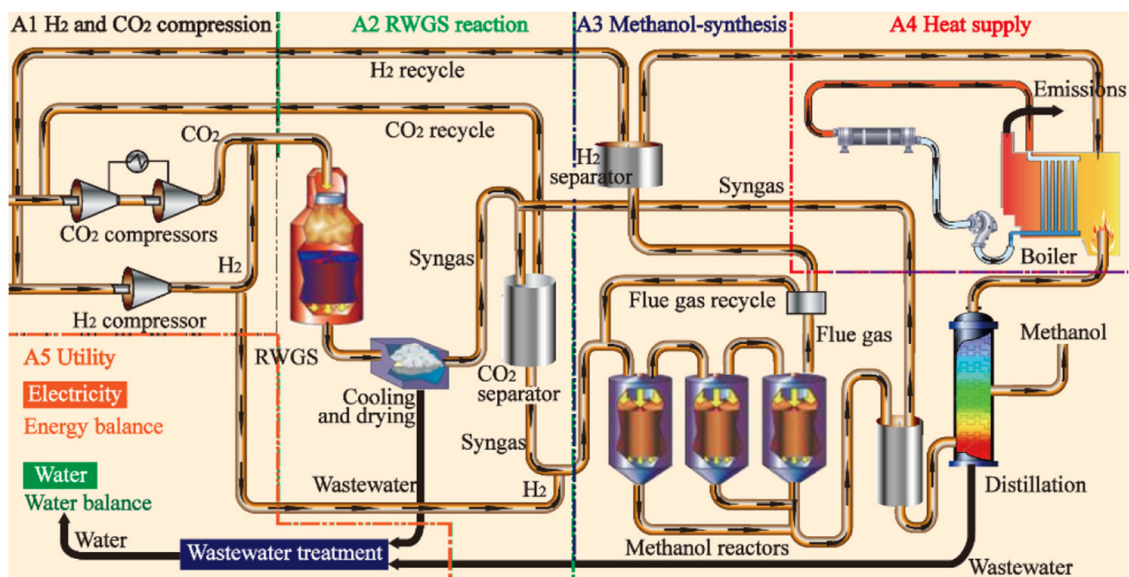 A1 H₂ and CO₂ compression
A2 RWGS reaction
A3 Methanol-synthesis
A4 Heat supply
H₂ recycle
Emissions
CO₂
CO₂ recycle
H₂
separator
Syngas
CO₂ compressors
Syngas
Boiler
H₂
Flue gas recycle
H₂ compressor
Flue gas
Methanol
RWGS
A5 Utility
CO₂
separator
Electricity
Cooling
and drying
Energy balance
Syngas
Water
Wastewater
H₂
Distillation
Water balance
Water
Wastewater treatment
Methanol reactors
Wastewater